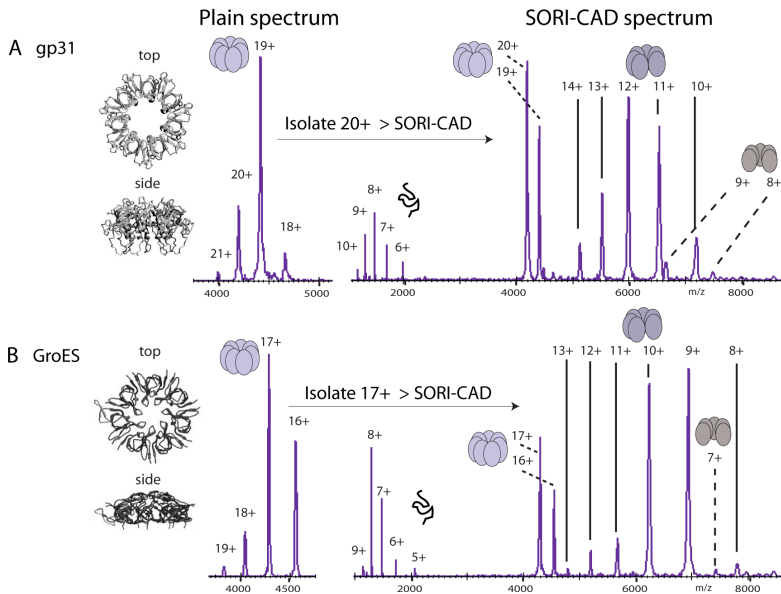 Plain spectrum
SORI-CAD spectrum
A gp31
top
side
19+
20+
21+
18+
4000 5000
Isolate 20+ > SORI-CAD
10+
9+
8+
7+
6+
20+
19+
14+ 13+ 12+ 11+ 10+
9+ 8+
2000 4000 6000 m/z 8000
B GroES
top
side
17+
16+
18+
19+
4000 4500
Isolate 17+ > SORI-CAD
9+
8+
7+
6+
5+
17+
16+
13+ 12+ 11+ 10+ 9+ 8+
7+
2000 4000 6000 m/z 8000